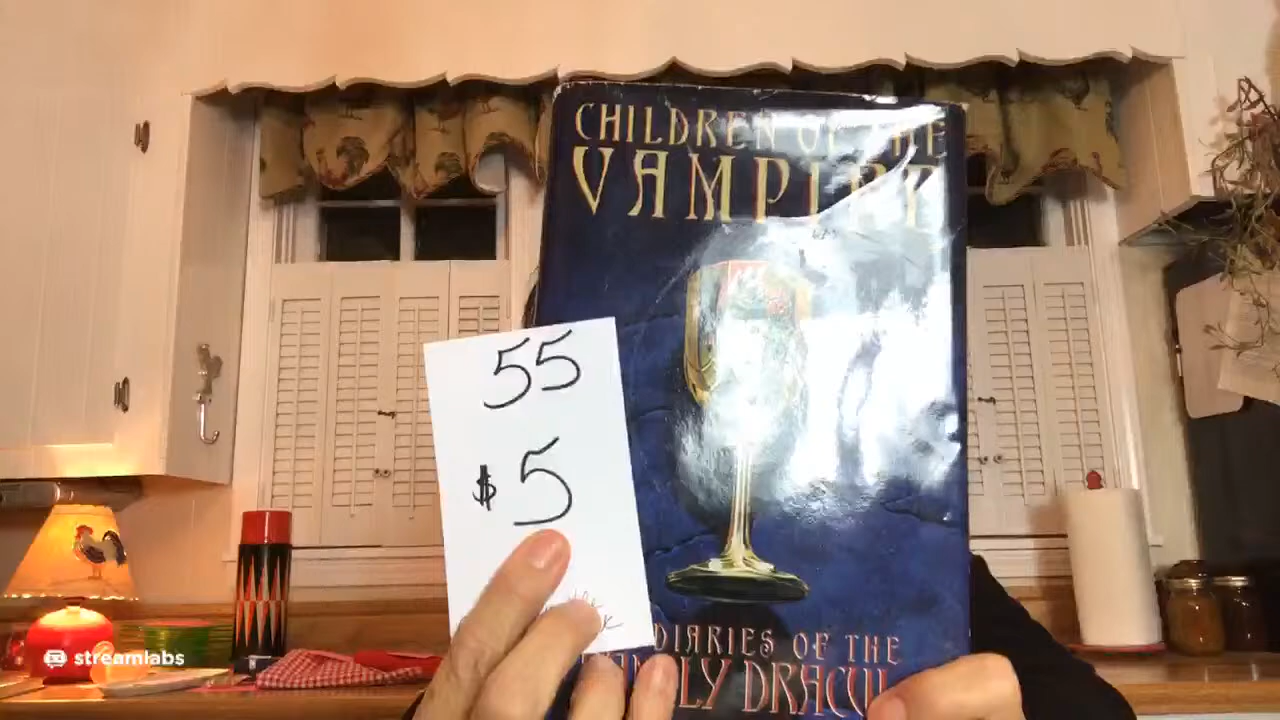 CHILDREN OF THE
VAMPIRE
55
$5
DIARIES OF THE
streamlabs